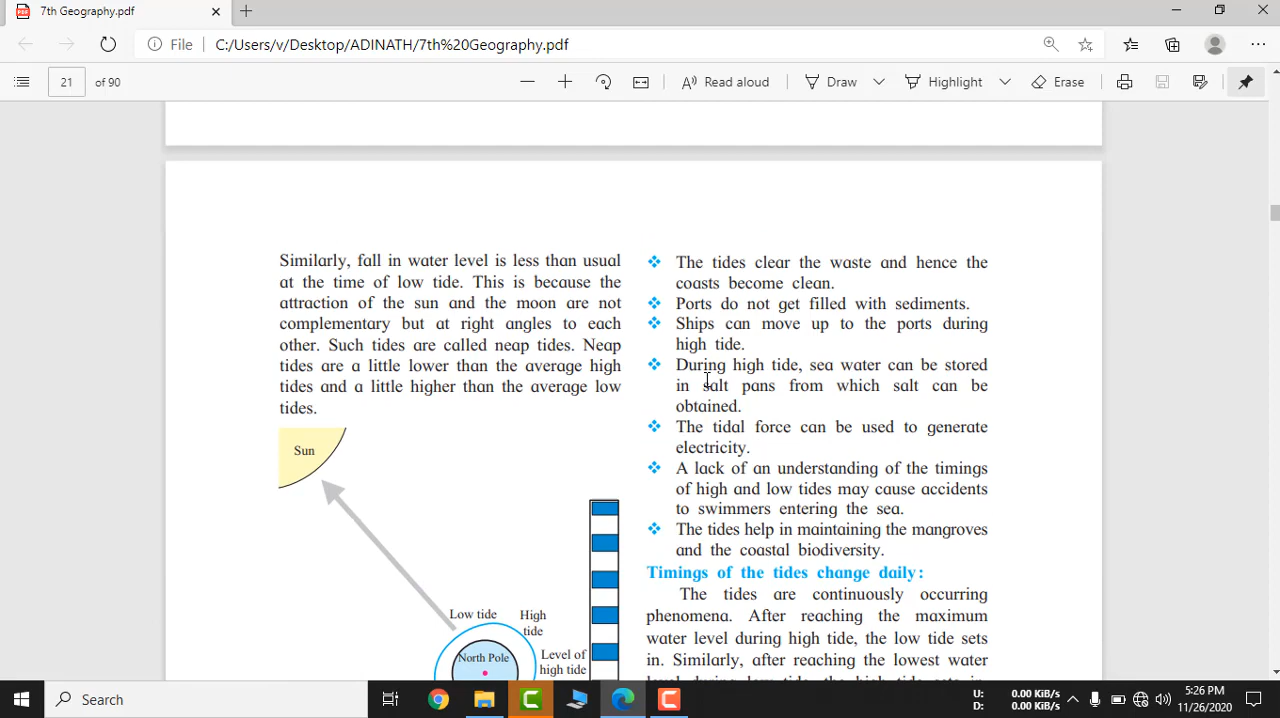 7th Geography.pdf
File
C:/Users/v/Desktop/ADINATH/7th%20Geography.pdf
21
of 90
Read aloud
Draw
Highlight
Erase
Similarly, fall in water level is less than usual
at the time of low tide. This is because the
attraction of the sun and the moon are not
complementary but at right angles to each
other. Such tides are called neap tides. Neap
tides are a little lower than the average high
tides and a little higher than the average low
tides.
Sun
Low tide
High
tide
North Pole
Level of
high tide
The tides clear the waste and hence the
coasts become clean.
Ports do not get filled with sediments.
Ships can move up to the ports during
high tide.
During high tide, sea water can be stored
in salt pans from which salt can be
obtained.
The tidal force can be used to generate
electricity.
A lack of an understanding of the timings
of high and low tides may cause accidents
to swimmers entering the sea.
The tides help in maintaining the mangroves
and the coastal biodiversity.
Timings of the tides change daily:
The tides are continuously occurring
phenomena. After reaching the maximum
water level during high tide, the low tide sets
in. Similarly, after reaching the lowest water
level during low tide, the high tide sets in.
Search
U: 0.00 KiB/s
D: 0.00 KiB/s
5:26 PM
11/26/2020